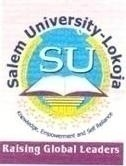 Salem University-Lokoja
SU
Knowledge, Empowerment and Self Reliance
Raising Global Leaders